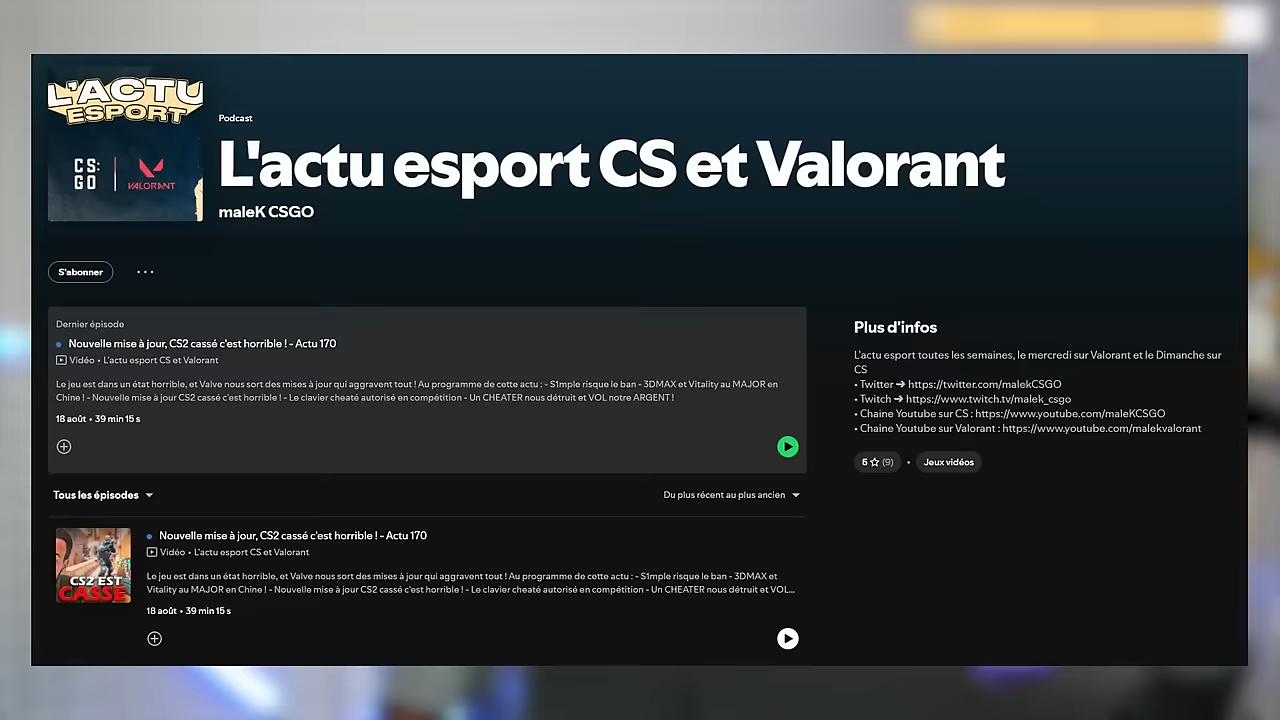 L'ACTU
ESPORT
CS:
GO
VALORANT
Podcast
L'actu esport CS et Valorant
maleK CSGO
S'abonner
Dernier épisode
Nouvelle mise à jour, CS2 cassé c'est horrible ! - Actu 170
Vidéo • L'actu esport CS et Valorant
Le jeu est dans un état horrible, et Valve nous sort des mises à jour qui aggravent tout ! Au programme de cette actu : - S1mple risque le ban - 3DMAX et Vitality au MAJOR en
Chine ! - Nouvelle mise à jour CS2 cassé c'est horrible ! - Le clavier cheaté autorisé en compétition - Un CHEATER nous détruit et VOL notre ARGENT !
18 août • 39 min 15 s
Tous les épisodes
Du plus récent au plus ancien
CS2 EST
CASSÉ
Nouvelle mise à jour, CS2 cassé c'est horrible ! - Actu 170
Vidéo • L'actu esport CS et Valorant
Le jeu est dans un état horrible, et Valve nous sort des mises à jour qui aggravent tout ! Au programme de cette actu : - S1mple risque le ban - 3DMAX et
Vitality au MAJOR en Chine ! - Nouvelle mise à jour CS2 cassé c'est horrible ! - Le clavier cheaté autorisé en compétition - Un CHEATER nous détruit et VOL...
18 août • 39 min 15 s
Plus d'infos
L'actu esport toutes les semaines, le mercredi sur Valorant et le Dimanche sur
CS
• Twitter ➔ https://twitter.com/malekCSGO
• Twitch ➔ https://www.twitch.tv/malek_csgo
• Chaine Youtube sur CS : https://www.youtube.com/maleKCSGO
• Chaine Youtube sur Valorant : https://www.youtube.com/malekvalorant
5 ☆ (9) • Jeux vidéos